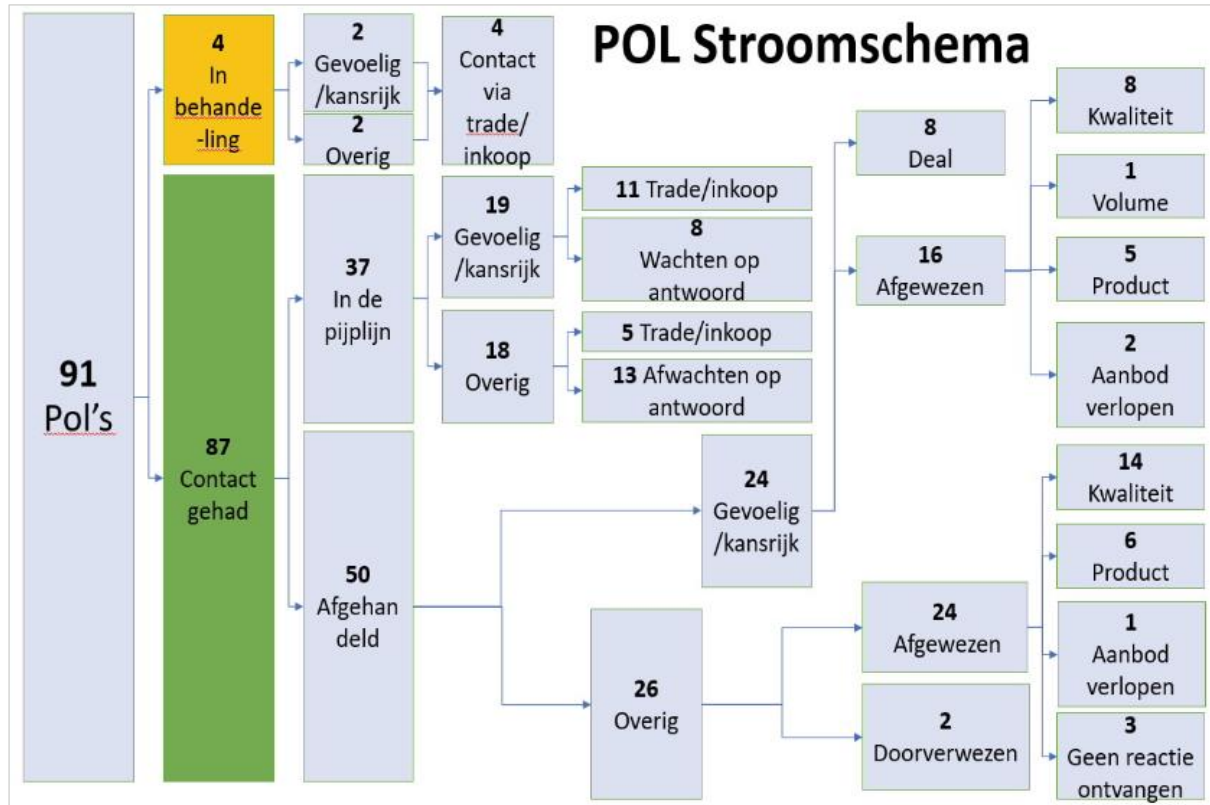 POL Stroomschema
91
Pol's
4
In
behande
-ling
87
Contact
gehad
2
Gevoelig
/kansrijk
2
Overig
4
Contact
via
trade/
inkoop
37
In de
pijplijn
19
Gevoelig
/kansrijk
11 Trade/inkoop
8
Wachten op
antwoord
18
Overig
5 Trade/inkoop
13 Afwachten op
antwoord
50
Afgehan
deld
24
Gevoelig
/kansrijk
8
Deal
16
Afgewezen
8
Kwaliteit
1
Volume
5
Product
2
Aanbod
verlopen
26
Overig
24
Afgewezen
14
Kwaliteit
6
Product
1
Aanbod
verlopen
3
Geen reactie
ontvangen
2
Doorverwezen